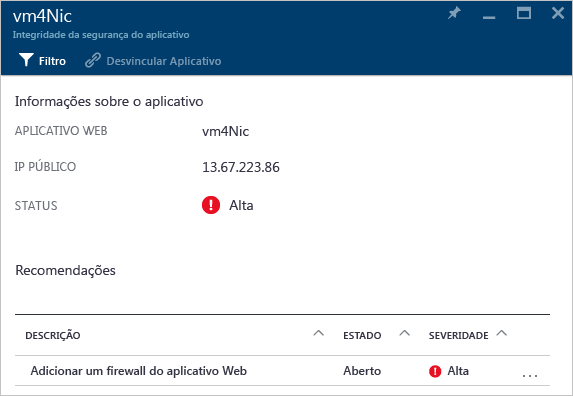 vm4Nic
Integridade da segurança do aplicativo
Filtro Desvincular Aplicativo
Informações sobre o aplicativo
APLICATIVO WEB vm4Nic
IP PÚBLICO 13.67.223.86
STATUS Alta
Recomendações
DESCRIÇÃO ESTADO SEVERIDADE
Adicionar um firewall do aplicativo Web Aberto Alta ...